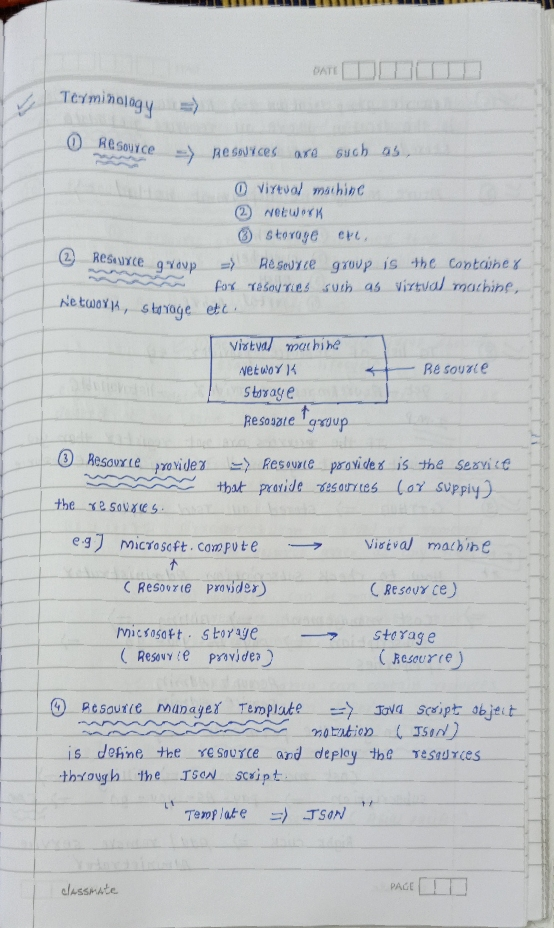 DATE
Terminology =>
① Resource => Resources are such as.
① Virtual machine
② Network
③ Storage etc.
② Resource group => Resource group is the container
for resources such as virtual machine,
Network, storage etc.
Virtual machine
Network ← Resource
Storage
↑
Resource group
③ Resource provider => Resource provider is the service
that provide resources (or supply)
the resources.
e.g] Microsoft.compute → Virtual machine
↑
(Resource provider) (Resource)
Microsoft.storage → storage
(Resource provider) (Resource)
④ Resource manager Template => Java script object
notation (JSON)
is define the resource and deploy the resources
through the JSON script.
"Template => JSON"
classmate
PAGE